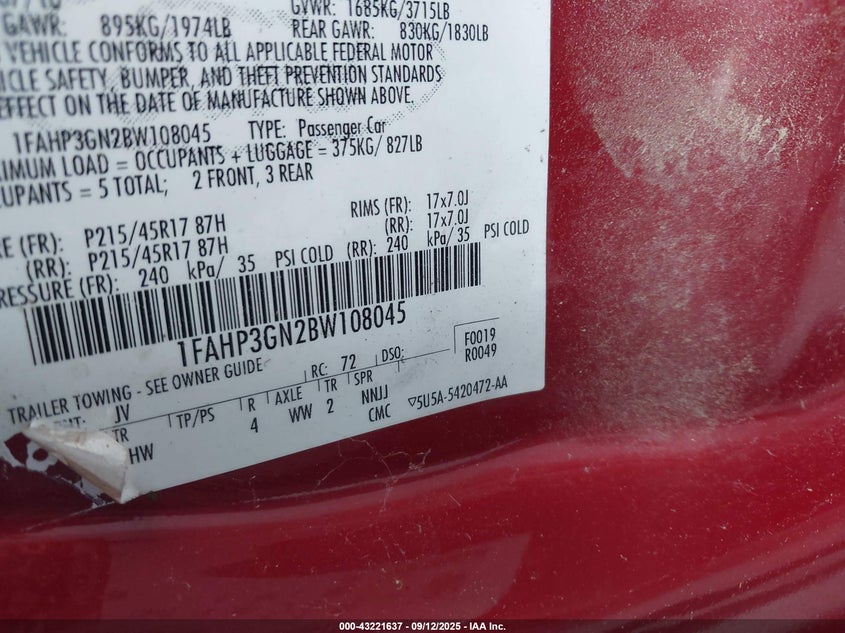 GVWR: 1685KG/3715LB
GAWR: 895KG/1974LB REAR GAWR: 830KG/1830LB
VEHICLE CONFORMS TO ALL APPLICABLE FEDERAL MOTOR
ICLE SAFETY, BUMPER, AND THEFT PREVENTION STANDARDS
EFFECT ON THE DATE OF MANUFACTURE SHOWN ABOVE.
1FAHP3GN2BW108045 TYPE: Passenger Car
XIMUM LOAD = OCCUPANTS + LUGGAGE = 375KG/ 827LB
CUPANTS = 5 TOTAL; 2 FRONT, 3 REAR
RE (FR): P215/45R17 87H RIMS (FR): 17x7.0J
(RR): P215/45R17 87H (RR): 17x7.0J
PRESSURE (FR): 240 kPa/ 35 PSI COLD (RR): 240 kPa/ 35 PSI COLD
1FAHP3GN2BW108045
F0019
R0049
TRAILER TOWING - SEE OWNER GUIDE RC: 72 DSO:
NT: JV
TR TP/PS R AXLE TR SPR
HW 4 WW 2 NNJJ
CMC ▽5U5A-5420472-AA
000-43221637 - 09/12/2025 - IAA Inc.